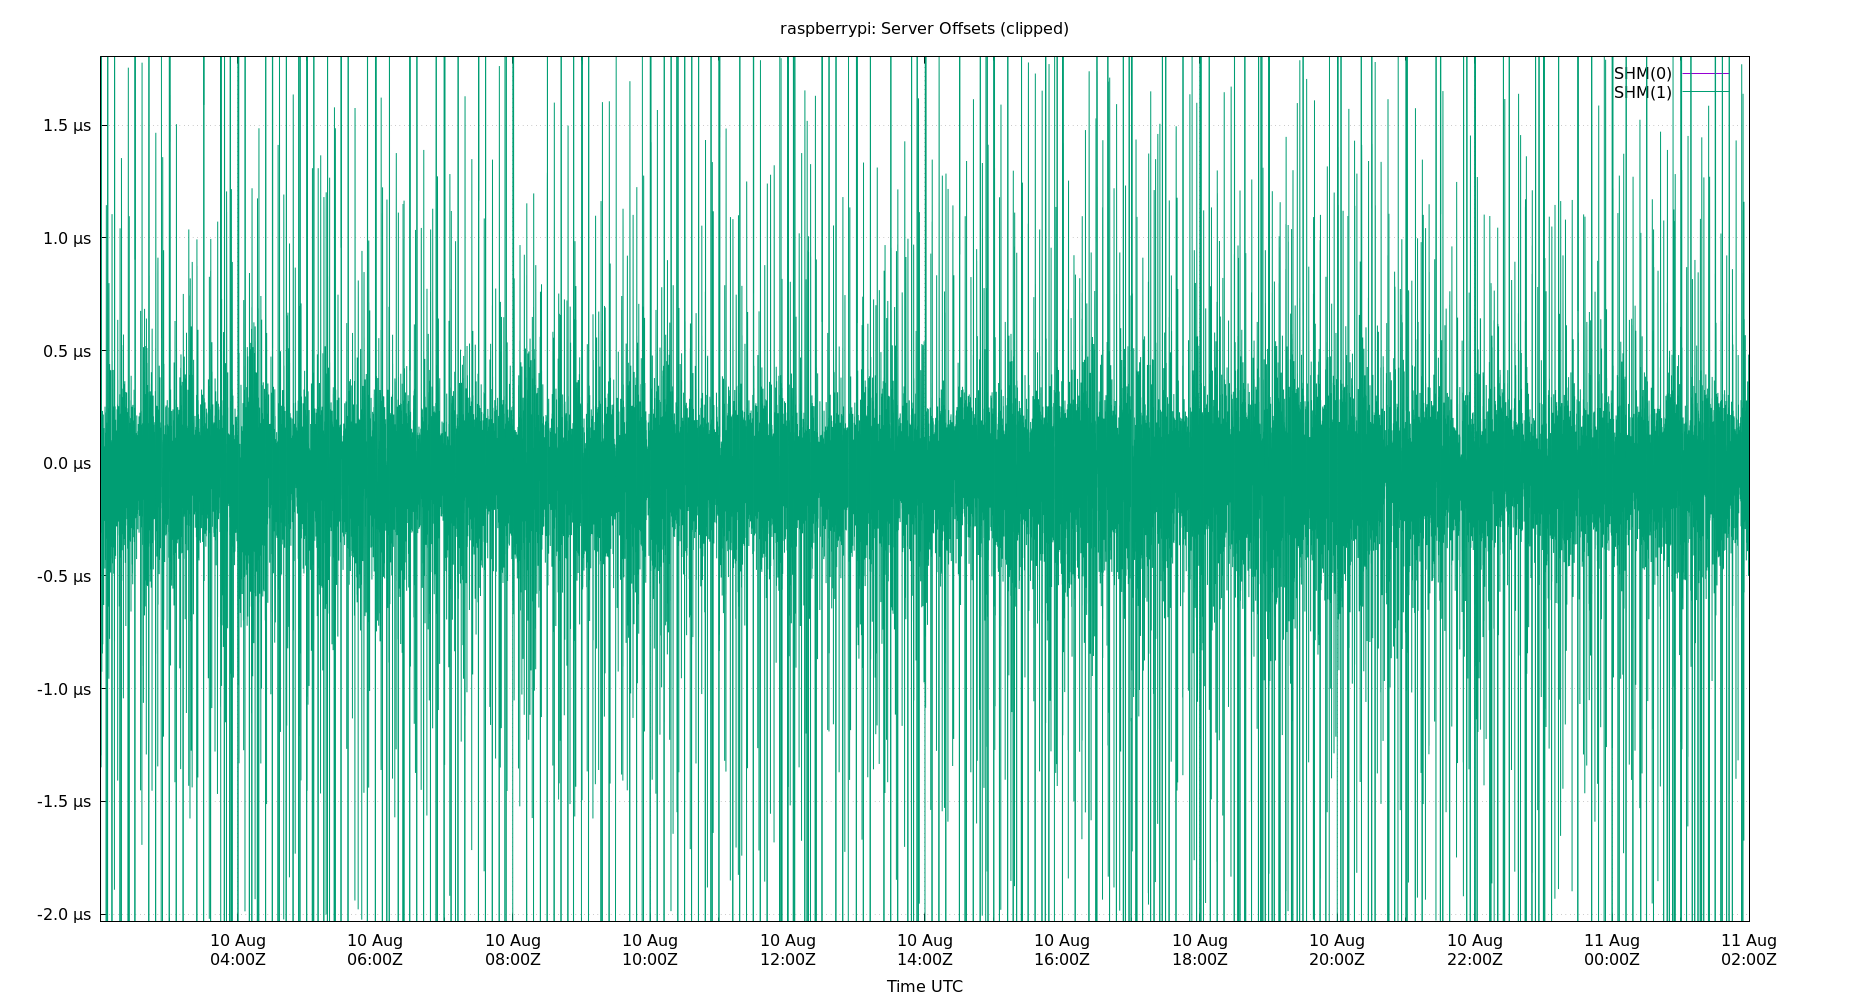 raspberrypi: Server Offsets (clipped)
SHM(0)
SHM(1)
1.5 µs
1.0 µs
0.5 µs
0.0 µs
-0.5 µs
-1.0 µs
-1.5 µs
-2.0 µs
10 Aug 10 Aug 10 Aug 10 Aug 10 Aug 10 Aug 10 Aug 10 Aug 10 Aug 10 Aug 11 Aug 11 Aug
04:00Z 06:00Z 08:00Z 10:00Z 12:00Z 14:00Z 16:00Z 18:00Z 20:00Z 22:00Z 00:00Z 02:00Z
Time UTC